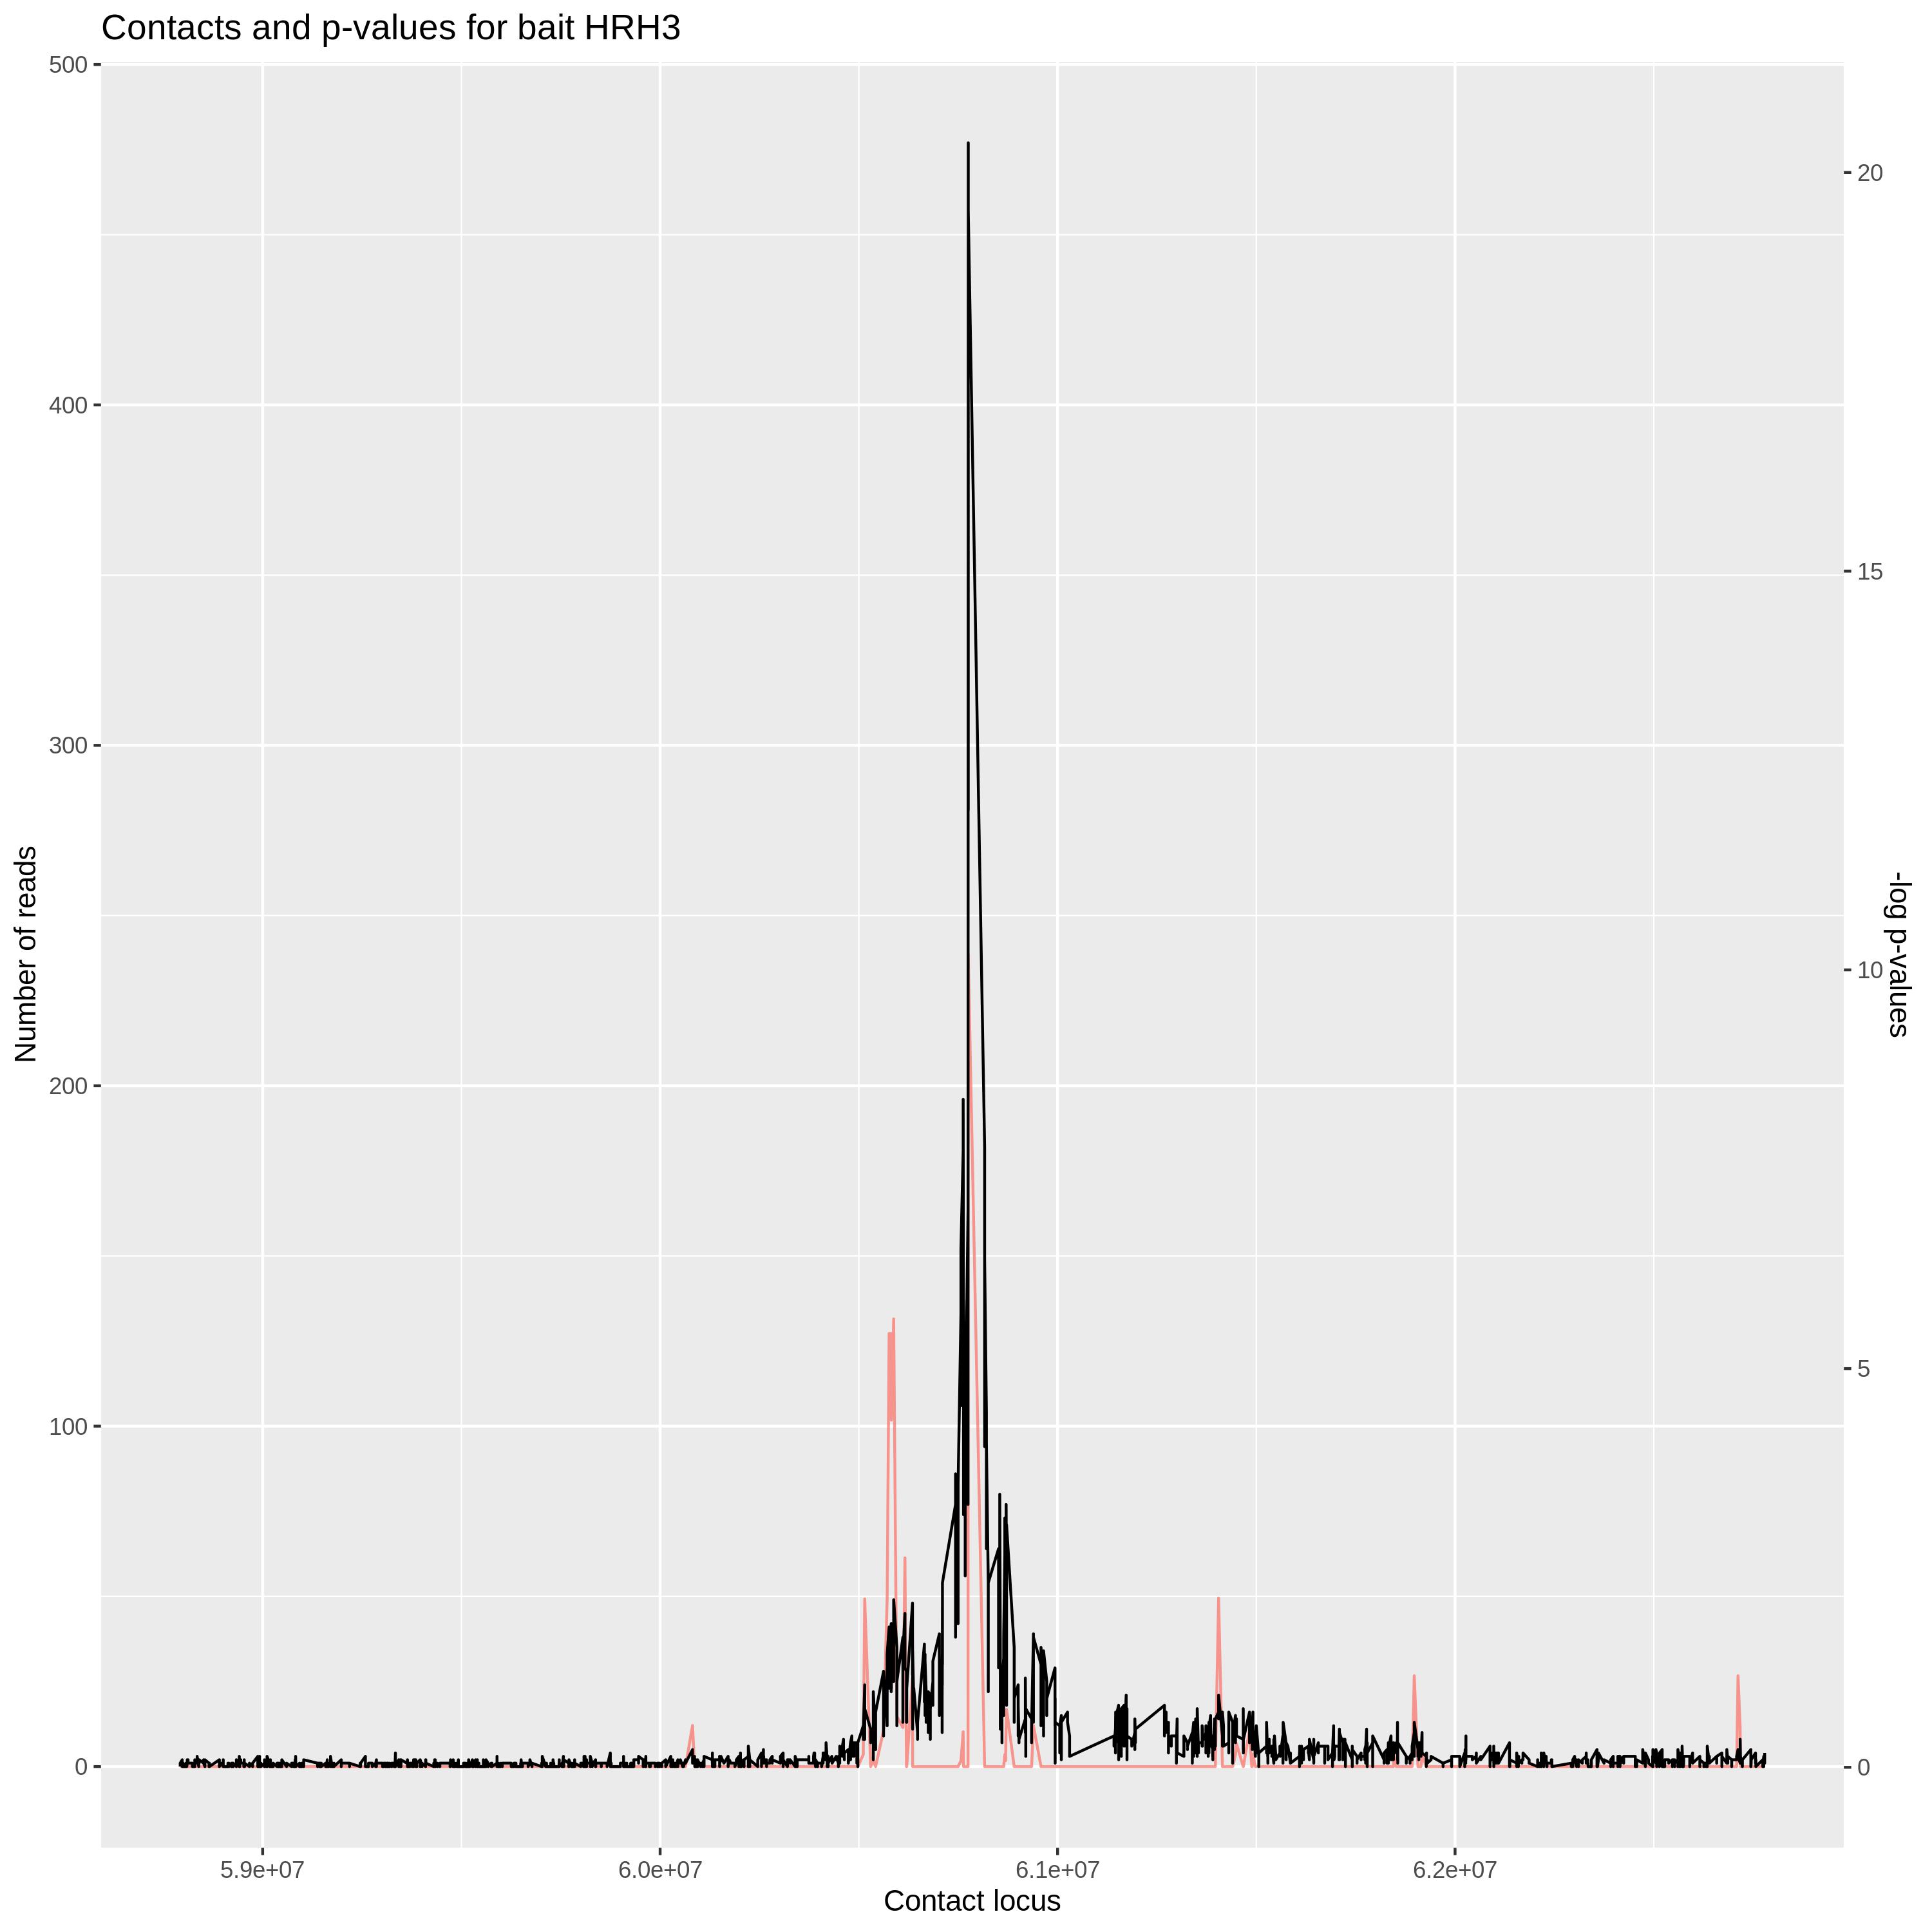 Contacts and p-values for bait HRH3
500
400
300
200
100
0
Number of reads
20
15
10
5
0
-log p-values
5.9e+07 6.0e+07 6.1e+07 6.2e+07
Contact locus